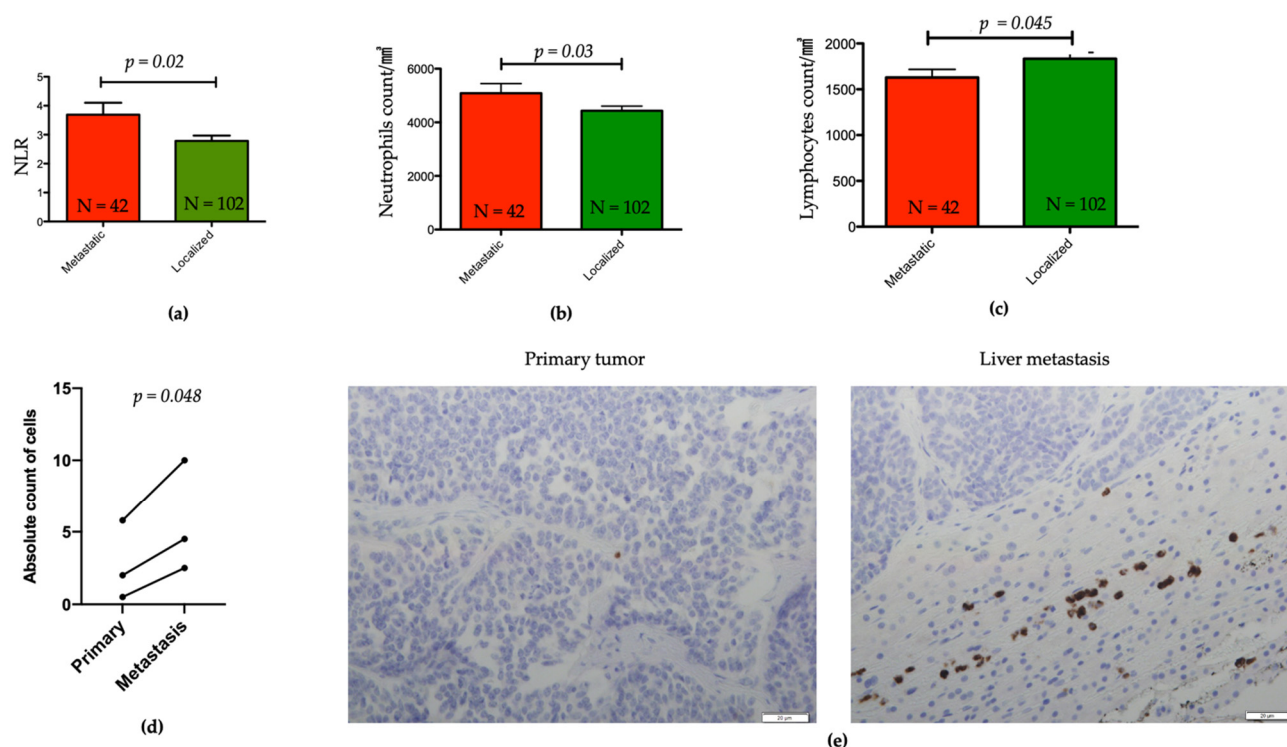 p = 0.02
NLR
5
4
3
2
1
0
N = 42
N = 102
Metastatic
Localized
(a)
p = 0.03
Neutrophils count/㎣
6000
4000
2000
0
N = 42
N = 102
Metastatic
Localized
(b)
p = 0.045
Lymphocytes count/㎣
2000
1500
1000
500
0
N = 42
N = 102
Metastatic
Localized
(c)
p = 0.048
Absolute count of cells
15
10
5
0
Primary
Metastasis
(d)
Primary tumor
Liver metastasis
20 µm
20 µm
(e)